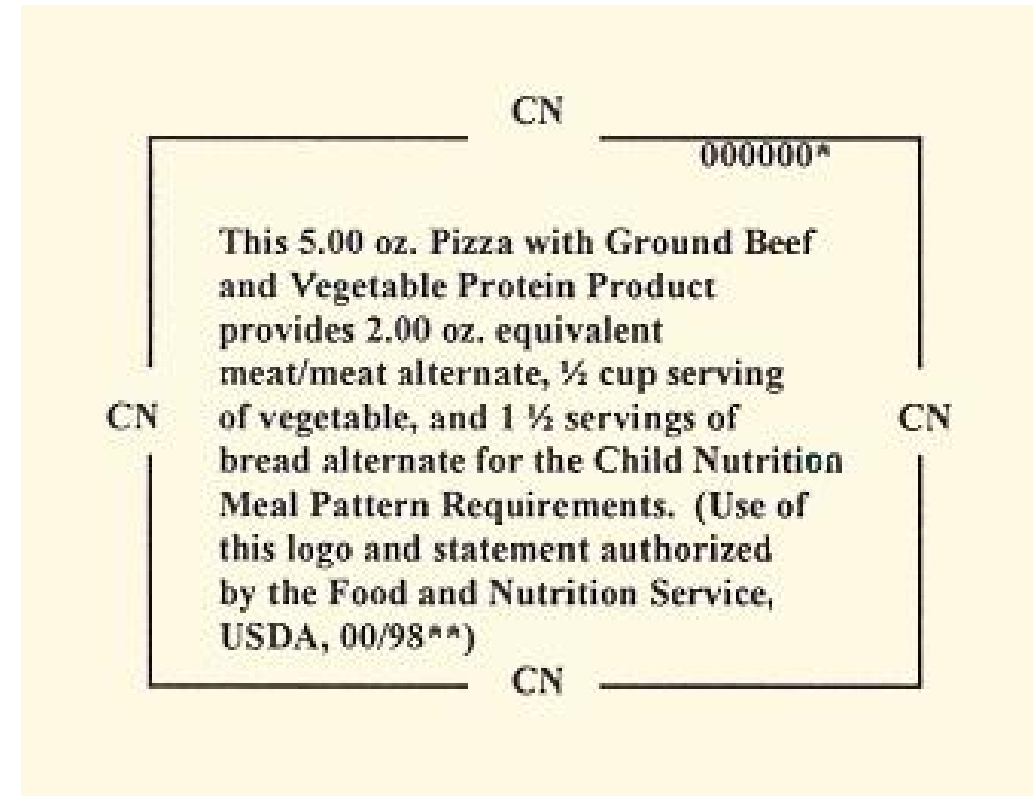 CN
000000*
This 5.00 oz. Pizza with Ground Beef
and Vegetable Protein Product
provides 2.00 oz. equivalent
meat/meat alternate, ½ cup serving
of vegetable, and 1 ½ servings of
bread alternate for the Child Nutrition
Meal Pattern Requirements. (Use of
this logo and statement authorized
by the Food and Nutrition Service,
USDA, 00/98**)
CN
CN
CN